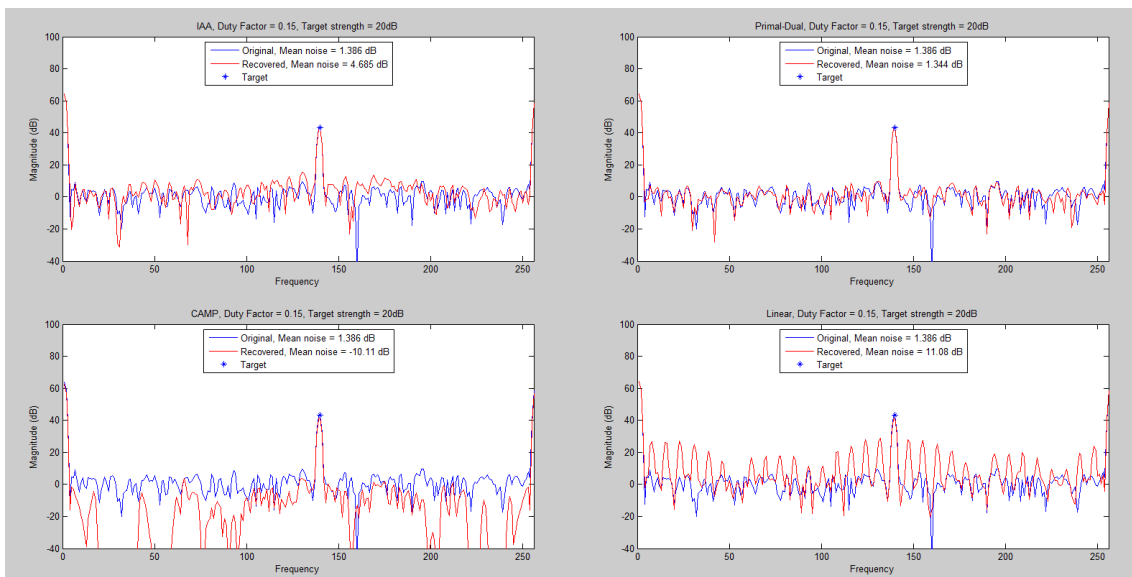 IAA, Duty Factor = 0.15, Target strength = 20dB
Magnitude (dB)
100
80
60
40
20
0
-20
-40
Original, Mean noise = 1.386 dB
Recovered, Mean noise = 4.685 dB
Target
0 50 100 150 200 250
Frequency
Primal-Dual, Duty Factor = 0.15, Target strength = 20dB
Magnitude (dB)
100
80
60
40
20
0
-20
-40
Original, Mean noise = 1.386 dB
Recovered, Mean noise = 1.344 dB
Target
0 50 100 150 200 250
Frequency
CAMP, Duty Factor = 0.15, Target strength = 20dB
Magnitude (dB)
100
80
60
40
20
0
-20
-40
Original, Mean noise = 1.386 dB
Recovered, Mean noise = -10.11 dB
Target
0 50 100 150 200 250
Frequency
Linear, Duty Factor = 0.15, Target strength = 20dB
Magnitude (dB)
100
80
60
40
20
0
-20
-40
Original, Mean noise = 1.386 dB
Recovered, Mean noise = 11.08 dB
Target
0 50 100 150 200 250
Frequency